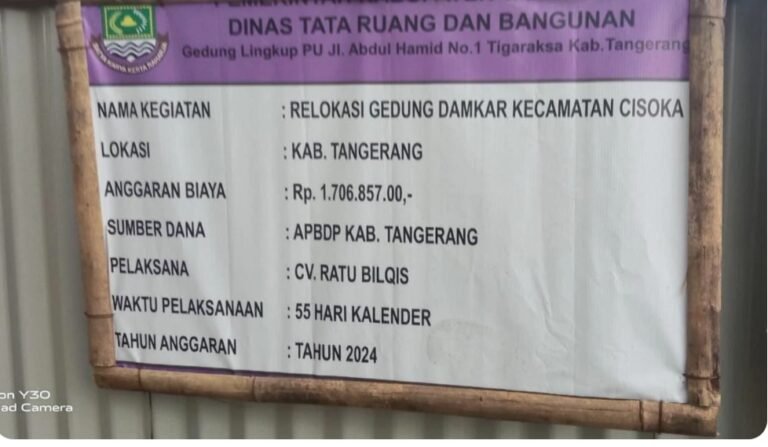 DINAS TATA RUANG DAN BANGUNAN
Gedung Lingkup PU Jl. Abdul Hamid No.1 Tigaraksa Kab.Tangerang
NAMA KEGIATAN : RELOKASI GEDUNG DAMKAR KECAMATAN CISOKA
LOKASI : KAB. TANGERANG
ANGGARAN BIAYA : Rp. 1.706.857.00,-
SUMBER DANA : APBDP KAB. TANGERANG
PELAKSANA : CV. RATU BILQIS
WAKTU PELAKSANAAN : 55 HARI KALENDER
TAHUN ANGGARAN : TAHUN 2024
on Y30
ad Camera